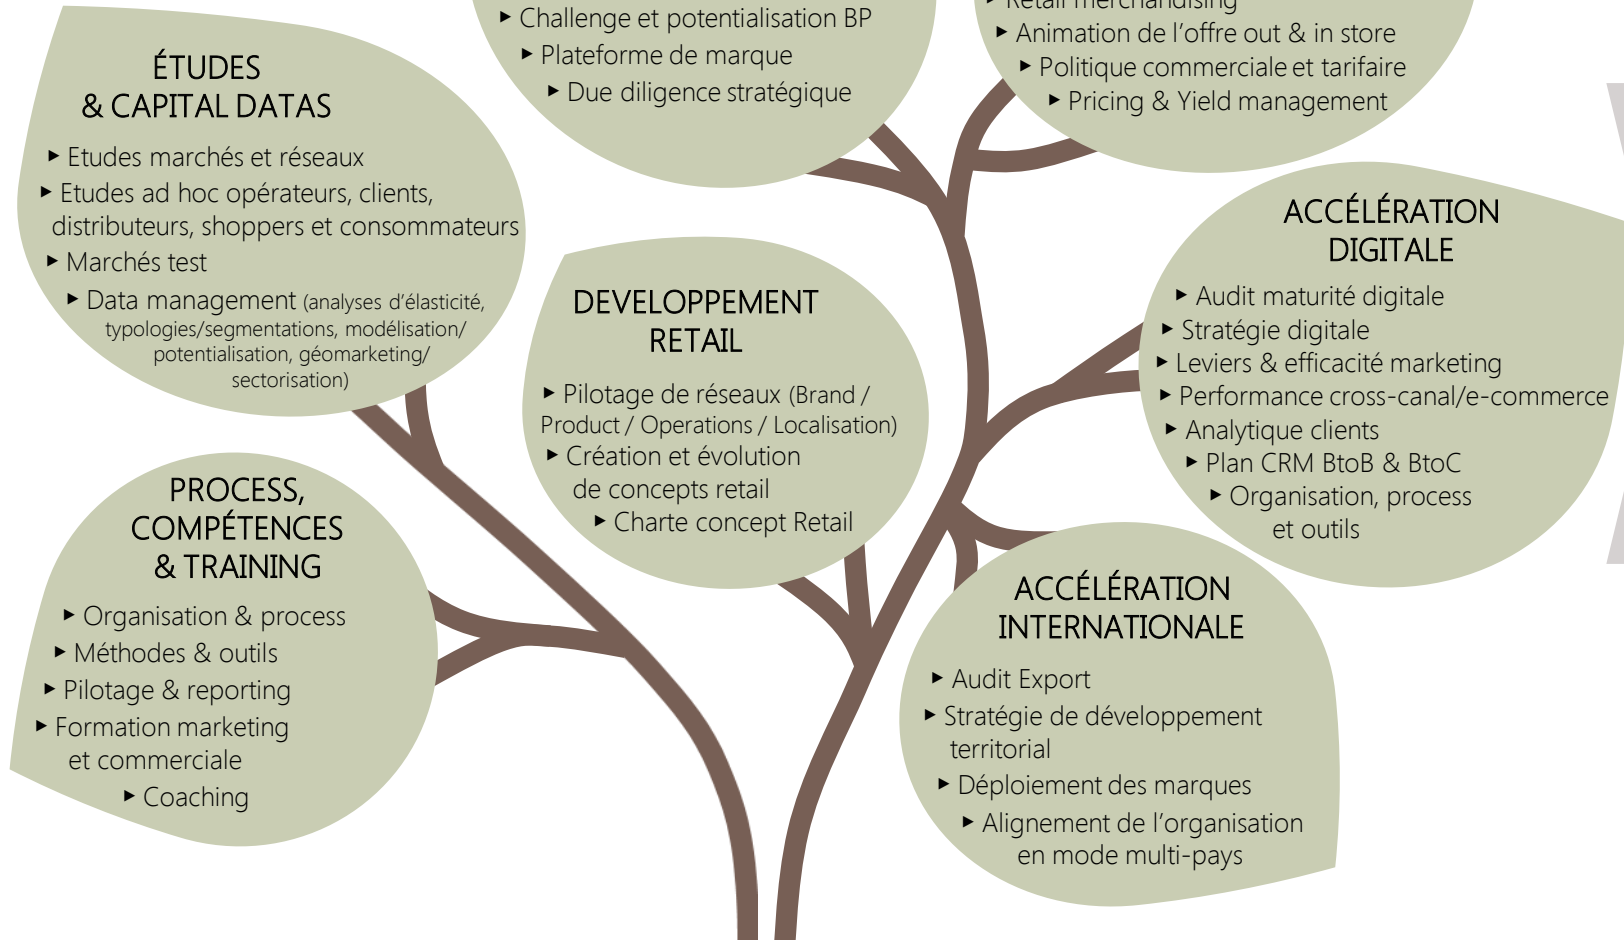 Challenge et potentialisation BP
Plateforme de marque
Due diligence stratégique
Retail merchandising
Animation de l'offre out & in store
Politique commerciale et tarifaire
Pricing & Yield management
ÉTUDES
& CAPITAL DATAS
Etudes marchés et réseaux
Etudes ad hoc opérateurs, clients,
distributeurs, shoppers et consommateurs
Marchés test
Data management (analyses d'élasticité,
typologies/segmentations, modélisation/
potentialisation, géomarketing/
sectorisation)
DEVELOPPEMENT
RETAIL
Pilotage de réseaux (Brand /
Product / Operations / Localisation)
Création et évolution
de concepts retail
Charte concept Retail
ACCÉLÉRATION
DIGITALE
Audit maturité digitale
Stratégie digitale
Leviers & efficacité marketing
Performance cross-canal/e-commerce
Analytique clients
Plan CRM BtoB & BtoC
Organisation, process
et outils
PROCESS,
COMPÉTENCES
& TRAINING
Organisation & process
Méthodes & outils
Pilotage & reporting
Formation marketing
et commerciale
Coaching
ACCÉLÉRATION
INTERNATIONALE
Audit Export
Stratégie de développement
territorial
Déploiement des marques
Alignement de l'organisation
en mode multi-pays